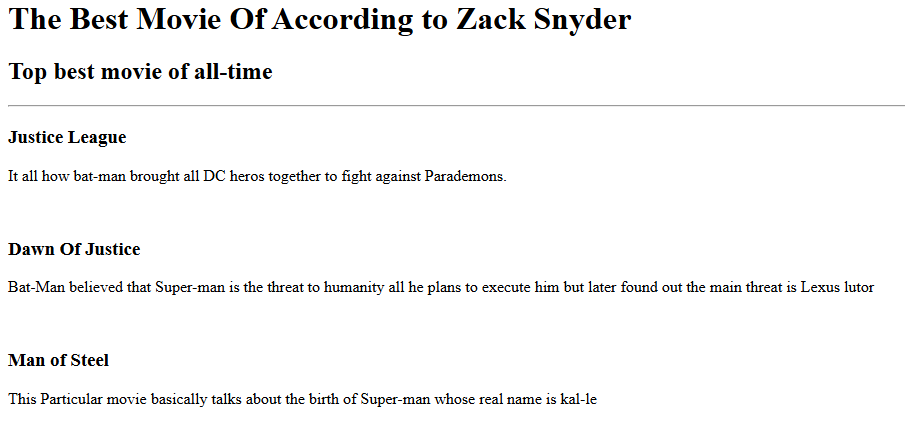 The Best Movie Of According to Zack Snyder
Top best movie of all-time
Justice League
It all how bat-man brought all DC heros together to fight against Parademons.
Dawn Of Justice
Bat-Man believed that Super-man is the threat to humanity all he plans to execute him but later found out the main threat is Lexus lutor
Man of Steel
This Particular movie basically talks about the birth of Super-man whose real name is kal-le